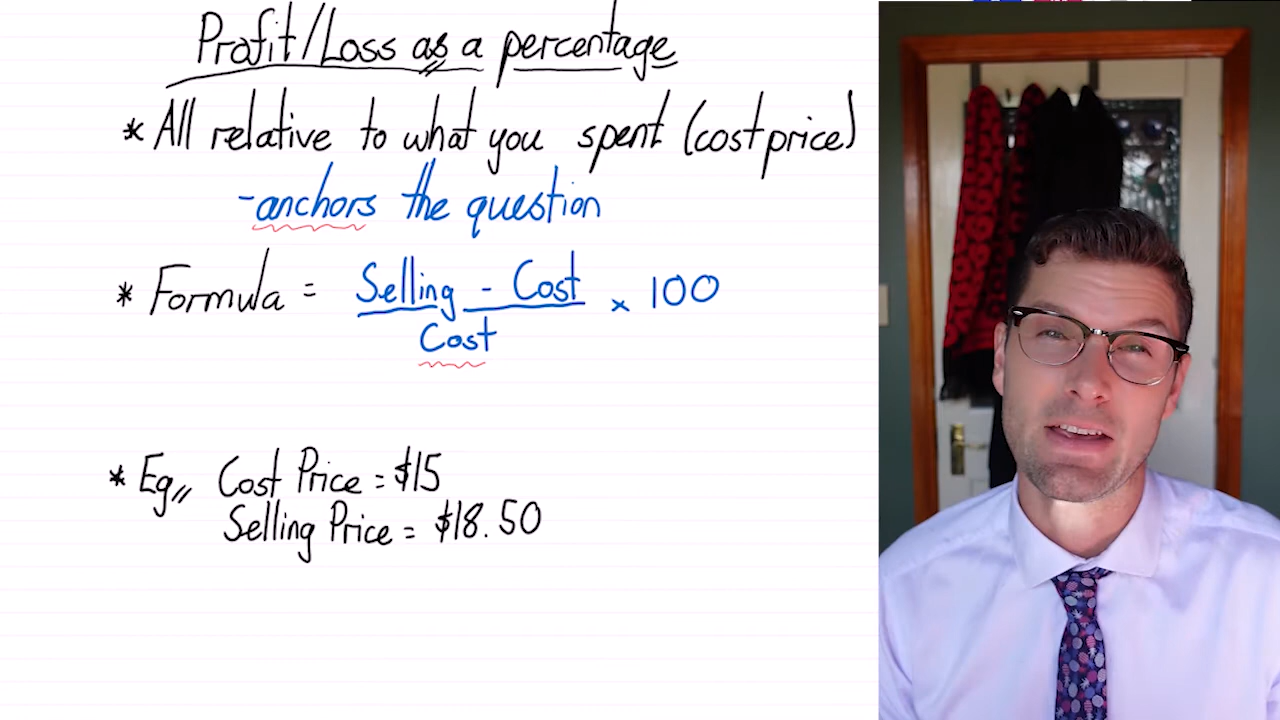 Profit/Loss as a percentage
* All relative to what you spent (cost price)
- anchors the question
* Formula = Selling - Cost × 100
Cost
* Eg,, Cost Price = $15
Selling Price = $18.50